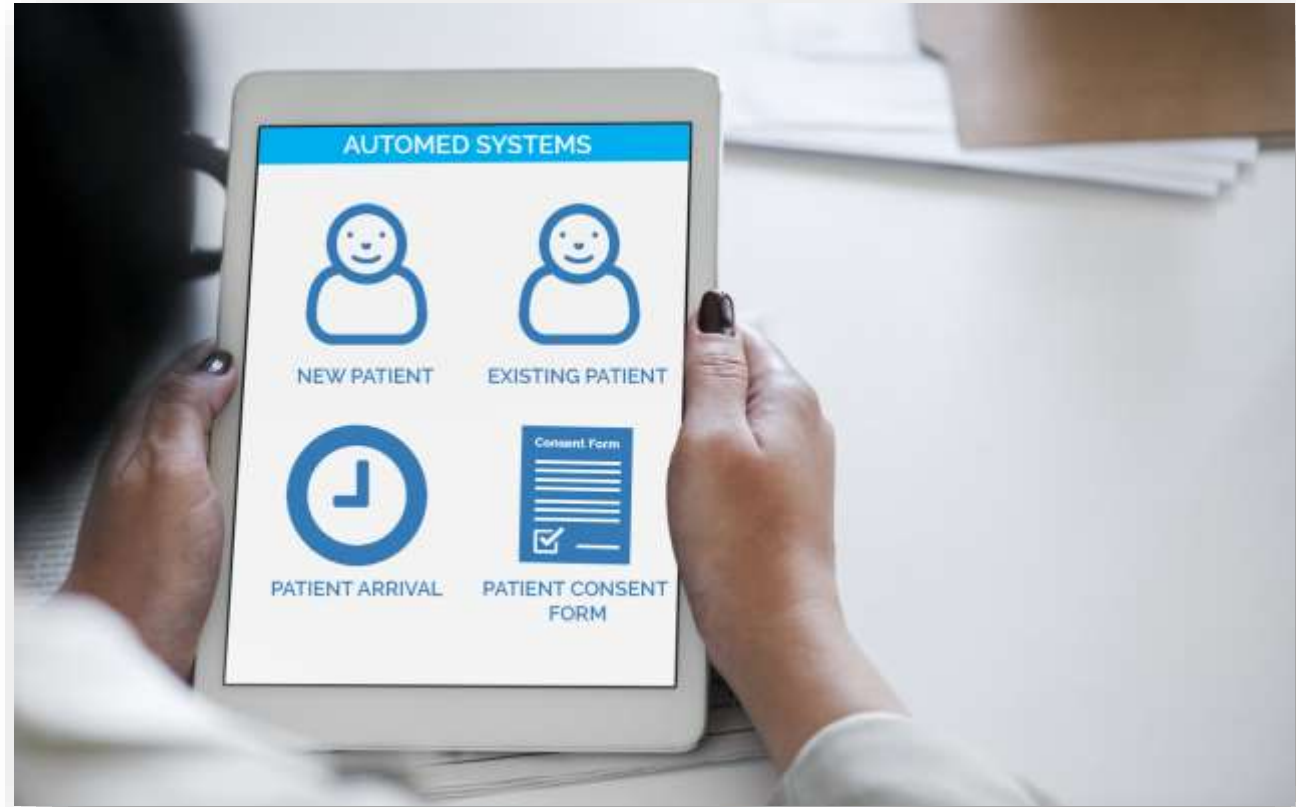 AUTOMED SYSTEMS
NEW PATIENT
EXISTING PATIENT
Consent Form
PATIENT ARRIVAL
PATIENT CONSENT
FORM